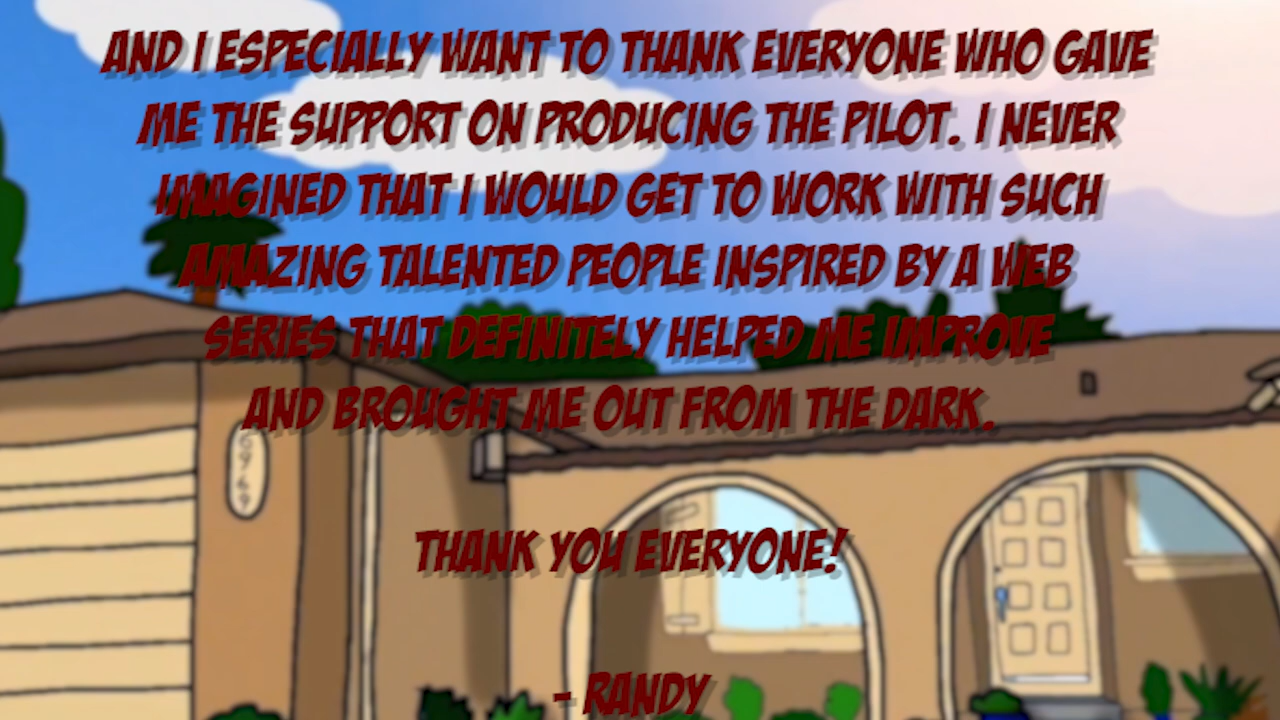 AND I ESPECIALLY WANT TO THANK EVERYONE WHO GAVE
ME THE SUPPORT ON PRODUCING THE PILOT. I NEVER
IMAGINED THAT I WOULD GET TO WORK WITH SUCH
AMAZING TALENTED PEOPLE INSPIRED BY A WEB
SERIES THAT DEFINITELY HELPED ME IMPROVE
AND BROUGHT ME OUT FROM THE DARK.
THANK YOU EVERYONE!
- RANDY